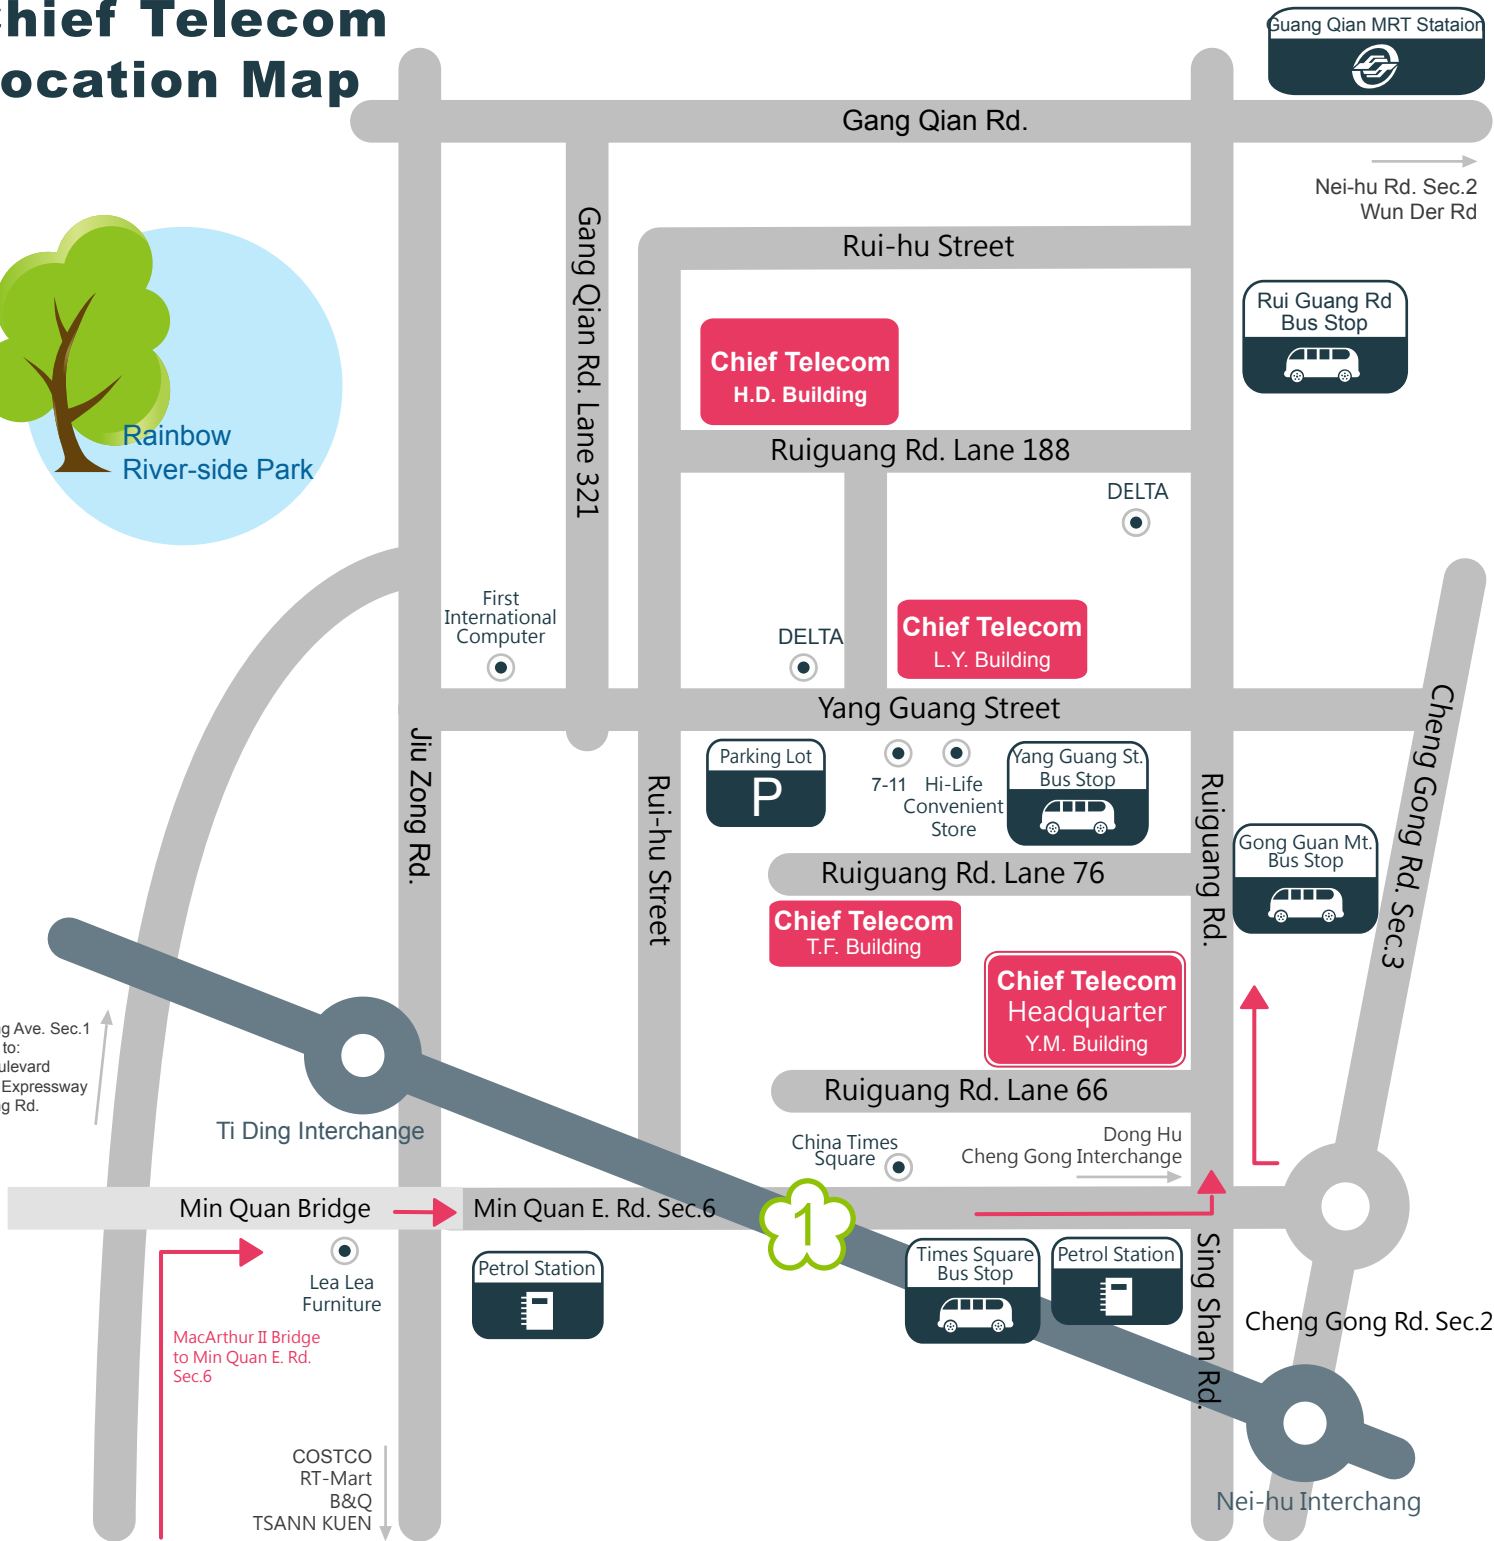 Chief Telecom
Location Map
Guang Qian MRT Stataion
Gang Qian Rd.
Nei-hu Rd. Sec.2
Wun Der Rd
Rui-hu Street
Gang Qian Rd. Lane 321
Rui Guang Rd
Bus Stop
Chief Telecom
H.D. Building
Rainbow
River-side Park
Ruiguang Rd. Lane 188
DELTA
First
International
Computer
DELTA
Chief Telecom
L.Y. Building
Yang Guang Street
Cheng Gong Rd. Sec.3
Jiu Zong Rd.
Rui-hu Street
Parking Lot
P
7-11
Hi-Life
Convenient
Store
Yang Guang St.
Bus Stop
Ruiguang Rd.
Gong Guan Mt.
Bus Stop
Ruiguang Rd. Lane 76
Chief Telecom
T.F. Building
Chief Telecom
Headquarter
Y.M. Building
Ave. Sec.1
to:
Expressway
Rd.
Ruiguang Rd. Lane 66
Ti Ding Interchange
China Times
Square
Dong Hu
Cheng Gong Interchange
Min Quan Bridge
Min Quan E. Rd. Sec.6
1
Lea Lea
Furniture
Petrol Station
Times Square
Bus Stop
Petrol Station
Sing Shan Rd.
Cheng Gong Rd. Sec.2
MacArthur II Bridge
to Min Quan E. Rd.
Sec.6
COSTCO
RT-Mart
B&Q
TSANN KUEN
Nei-hu Interchang